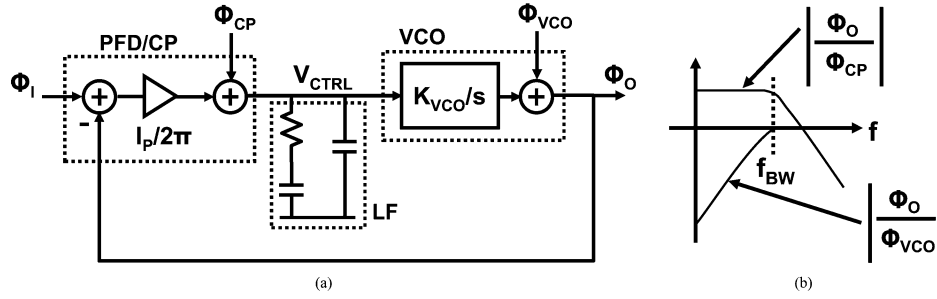 Φ_CP
Φ_VCO
PFD/CP
VCO
Φ_I
+
V_CTRL
Φ_O
+
K_VCO/s
+
-
I_P/2π
LF
(a)
|Φ_O/Φ_CP|
f
f_BW
|Φ_O/Φ_VCO|
(b)